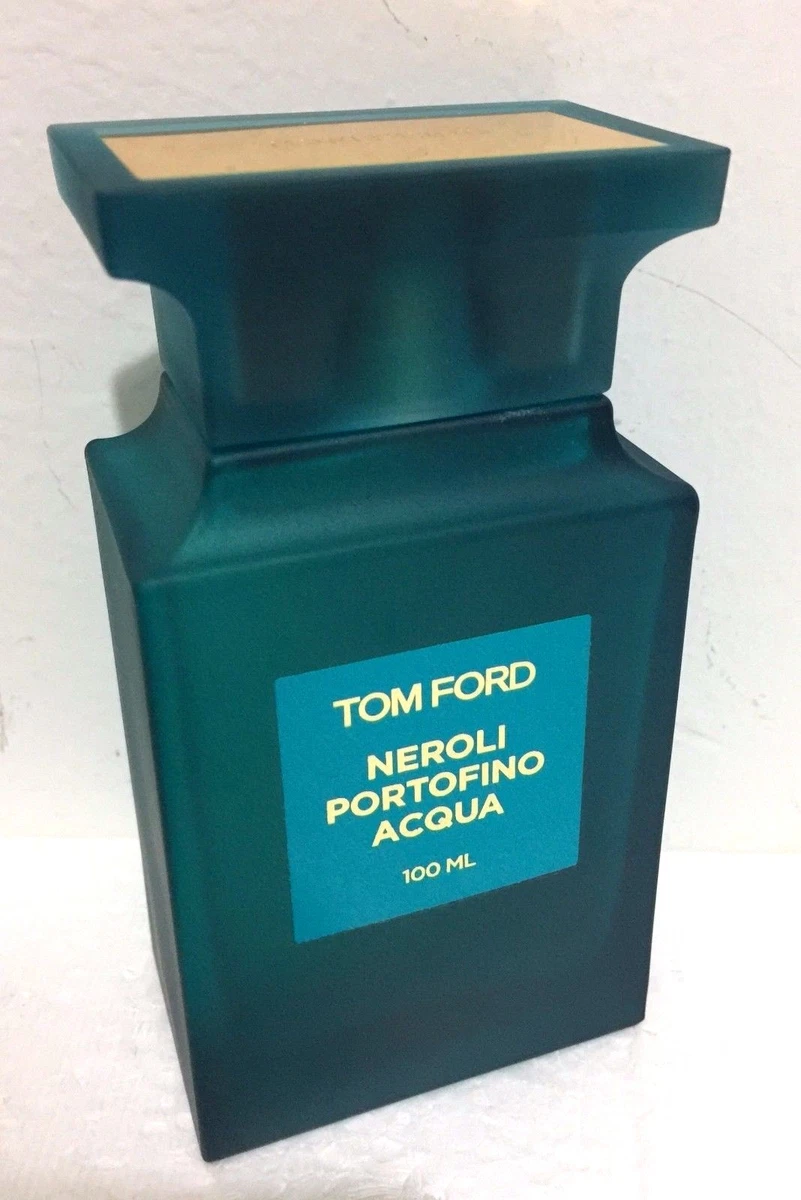 TOM FORD
NEROLI
PORTOFINO
ACQUA
100 ML